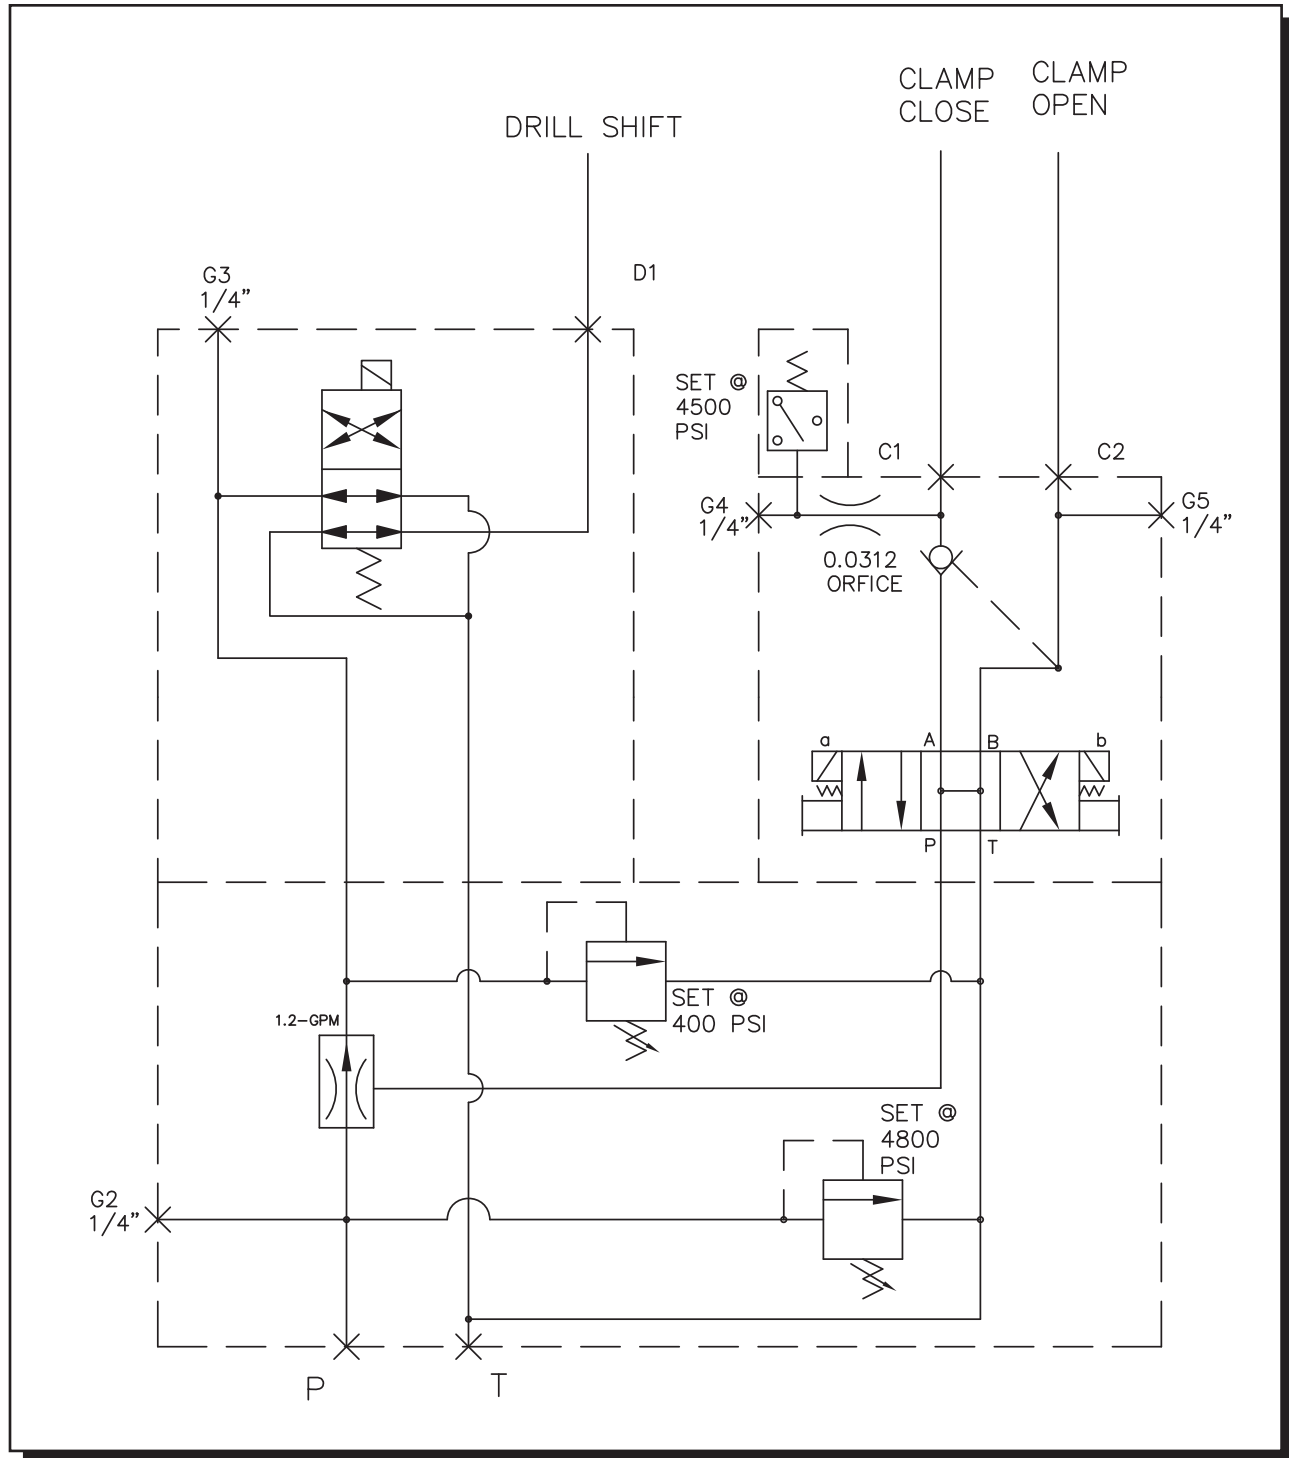 CLAMP
CLOSE
CLAMP
OPEN
DRILL SHIFT
G3
1/4”
D1
SET @
4500
PSI
C1
C2
G4
1/4”
G5
1/4”
0.0312
ORFICE
a
A
B
b
P
T
SET @
400 PSI
1.2-GPM
SET @
4800
PSI
G2
1/4”
P
T